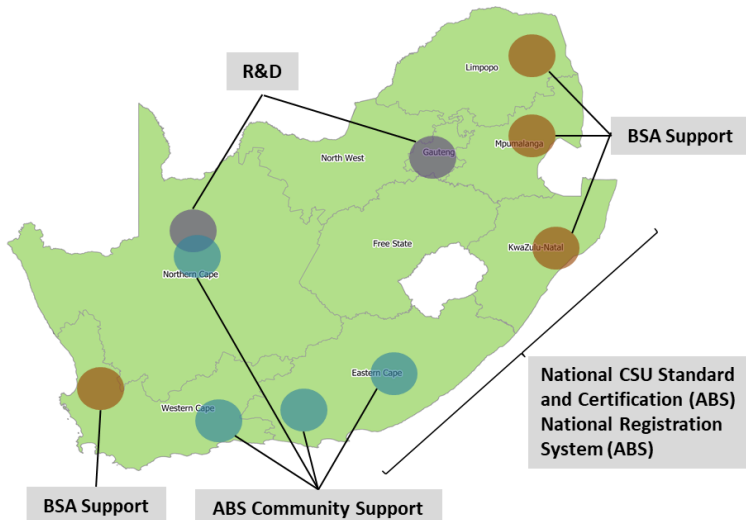 R&D
Limpopo
BSA Support
Mpumalanga
Gauteng
North West
KwaZulu-Natal
Free State
Northern Cape
Eastern Cape
Western Cape
National CSU Standard
and Certification (ABS)
National Registration
System (ABS)
BSA Support
ABS Community Support